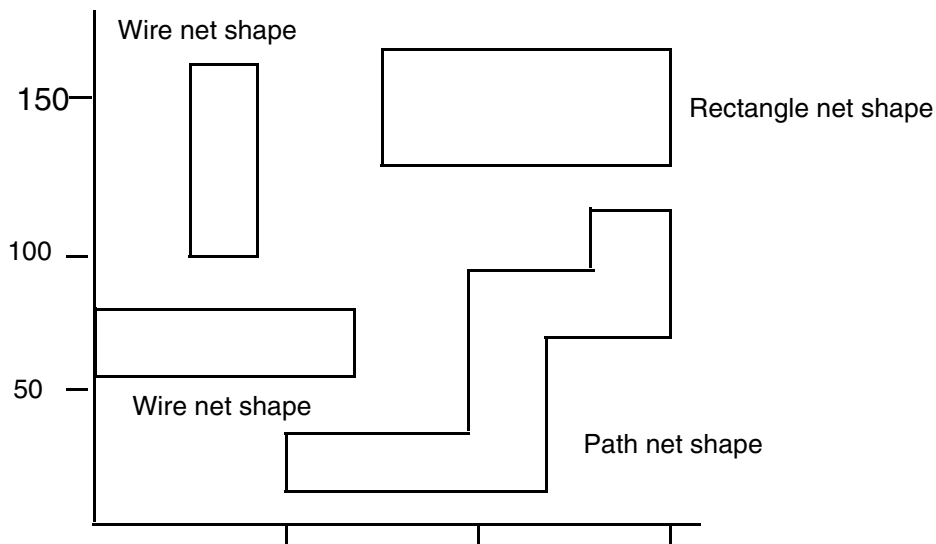 Wire net shape
150
Rectangle net shape
100
50
Wire net shape
Path net shape